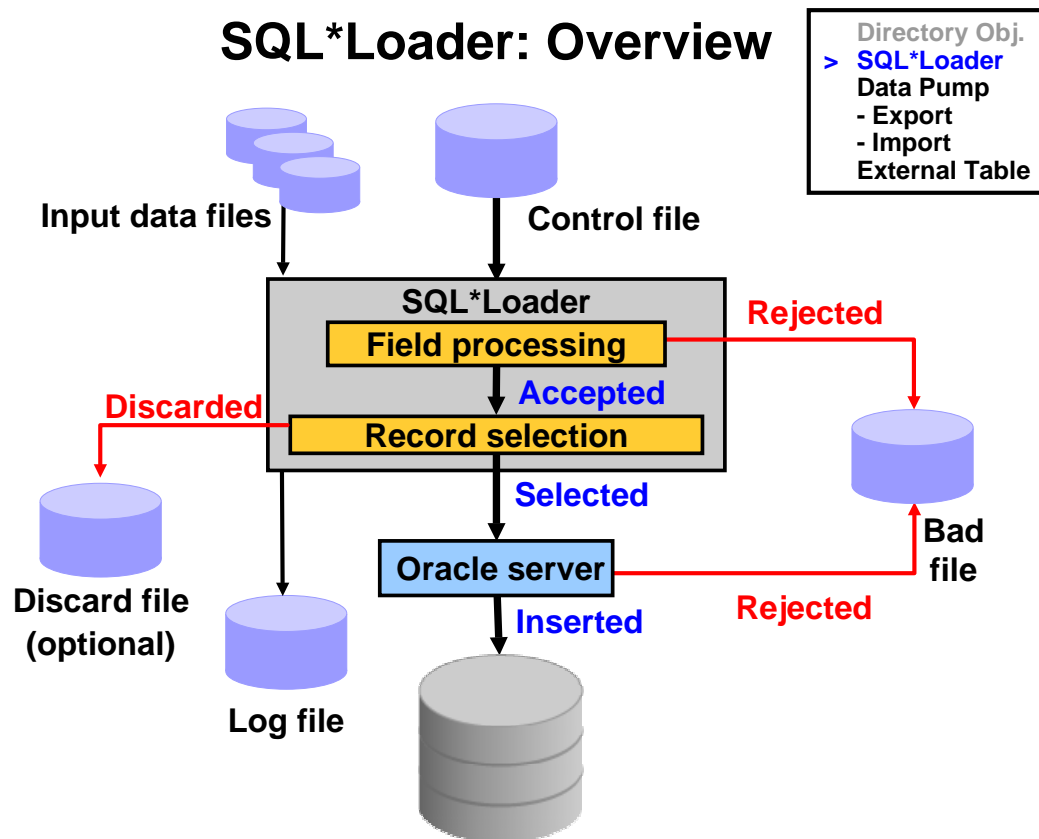 SQL*Loader: Overview
Directory Obj.
> SQL*Loader
Data Pump
- Export
- Import
External Table
Input data files
Control file
SQL*Loader
Field processing
Rejected
Accepted
Discarded
Record selection
Selected
Bad
file
Oracle server
Discard file
(optional)
Rejected
Inserted
Log file